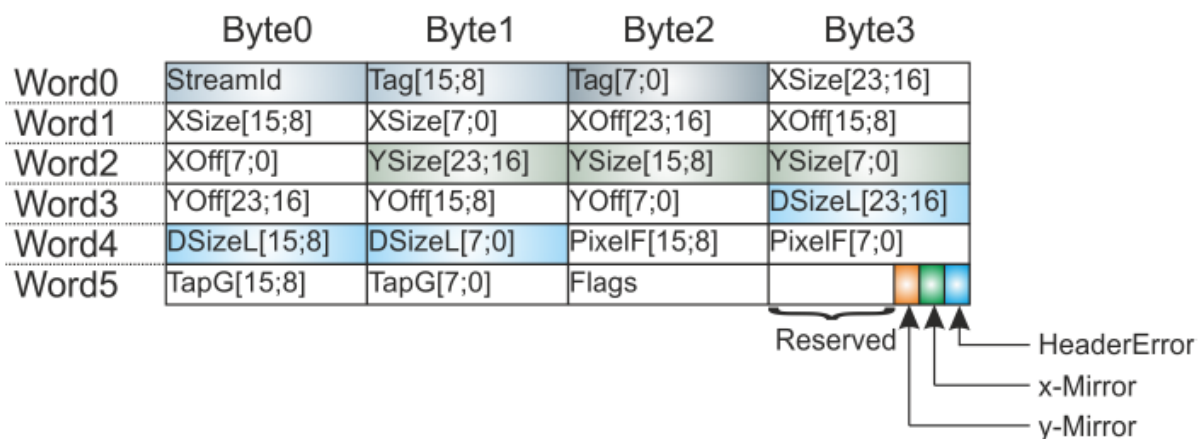 Byte0 Byte1 Byte2 Byte3
Word0 StreamId Tag[15;8] Tag[7;0] XSize[23;16]
Word1 XSize[15;8] XSize[7;0] XOff[23;16] XOff[15;8]
Word2 XOff[7;0] YSize[23;16] YSize[15;8] YSize[7;0]
Word3 YOff[23;16] YOff[15;8] YOff[7;0] DSizeL[23;16]
Word4 DSizeL[15;8] DSizeL[7;0] PixelF[15;8] PixelF[7;0]
Word5 TapG[15;8] TapG[7;0] Flags
Reserved HeaderError
x-Mirror
y-Mirror